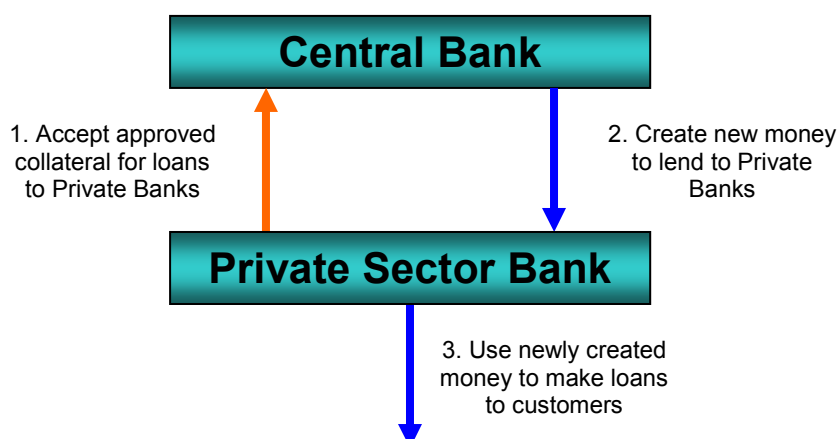 Central Bank
1. Accept approved
collateral for loans
to Private Banks
2. Create new money
to lend to Private
Banks
Private Sector Bank
3. Use newly created
money to make loans
to customers